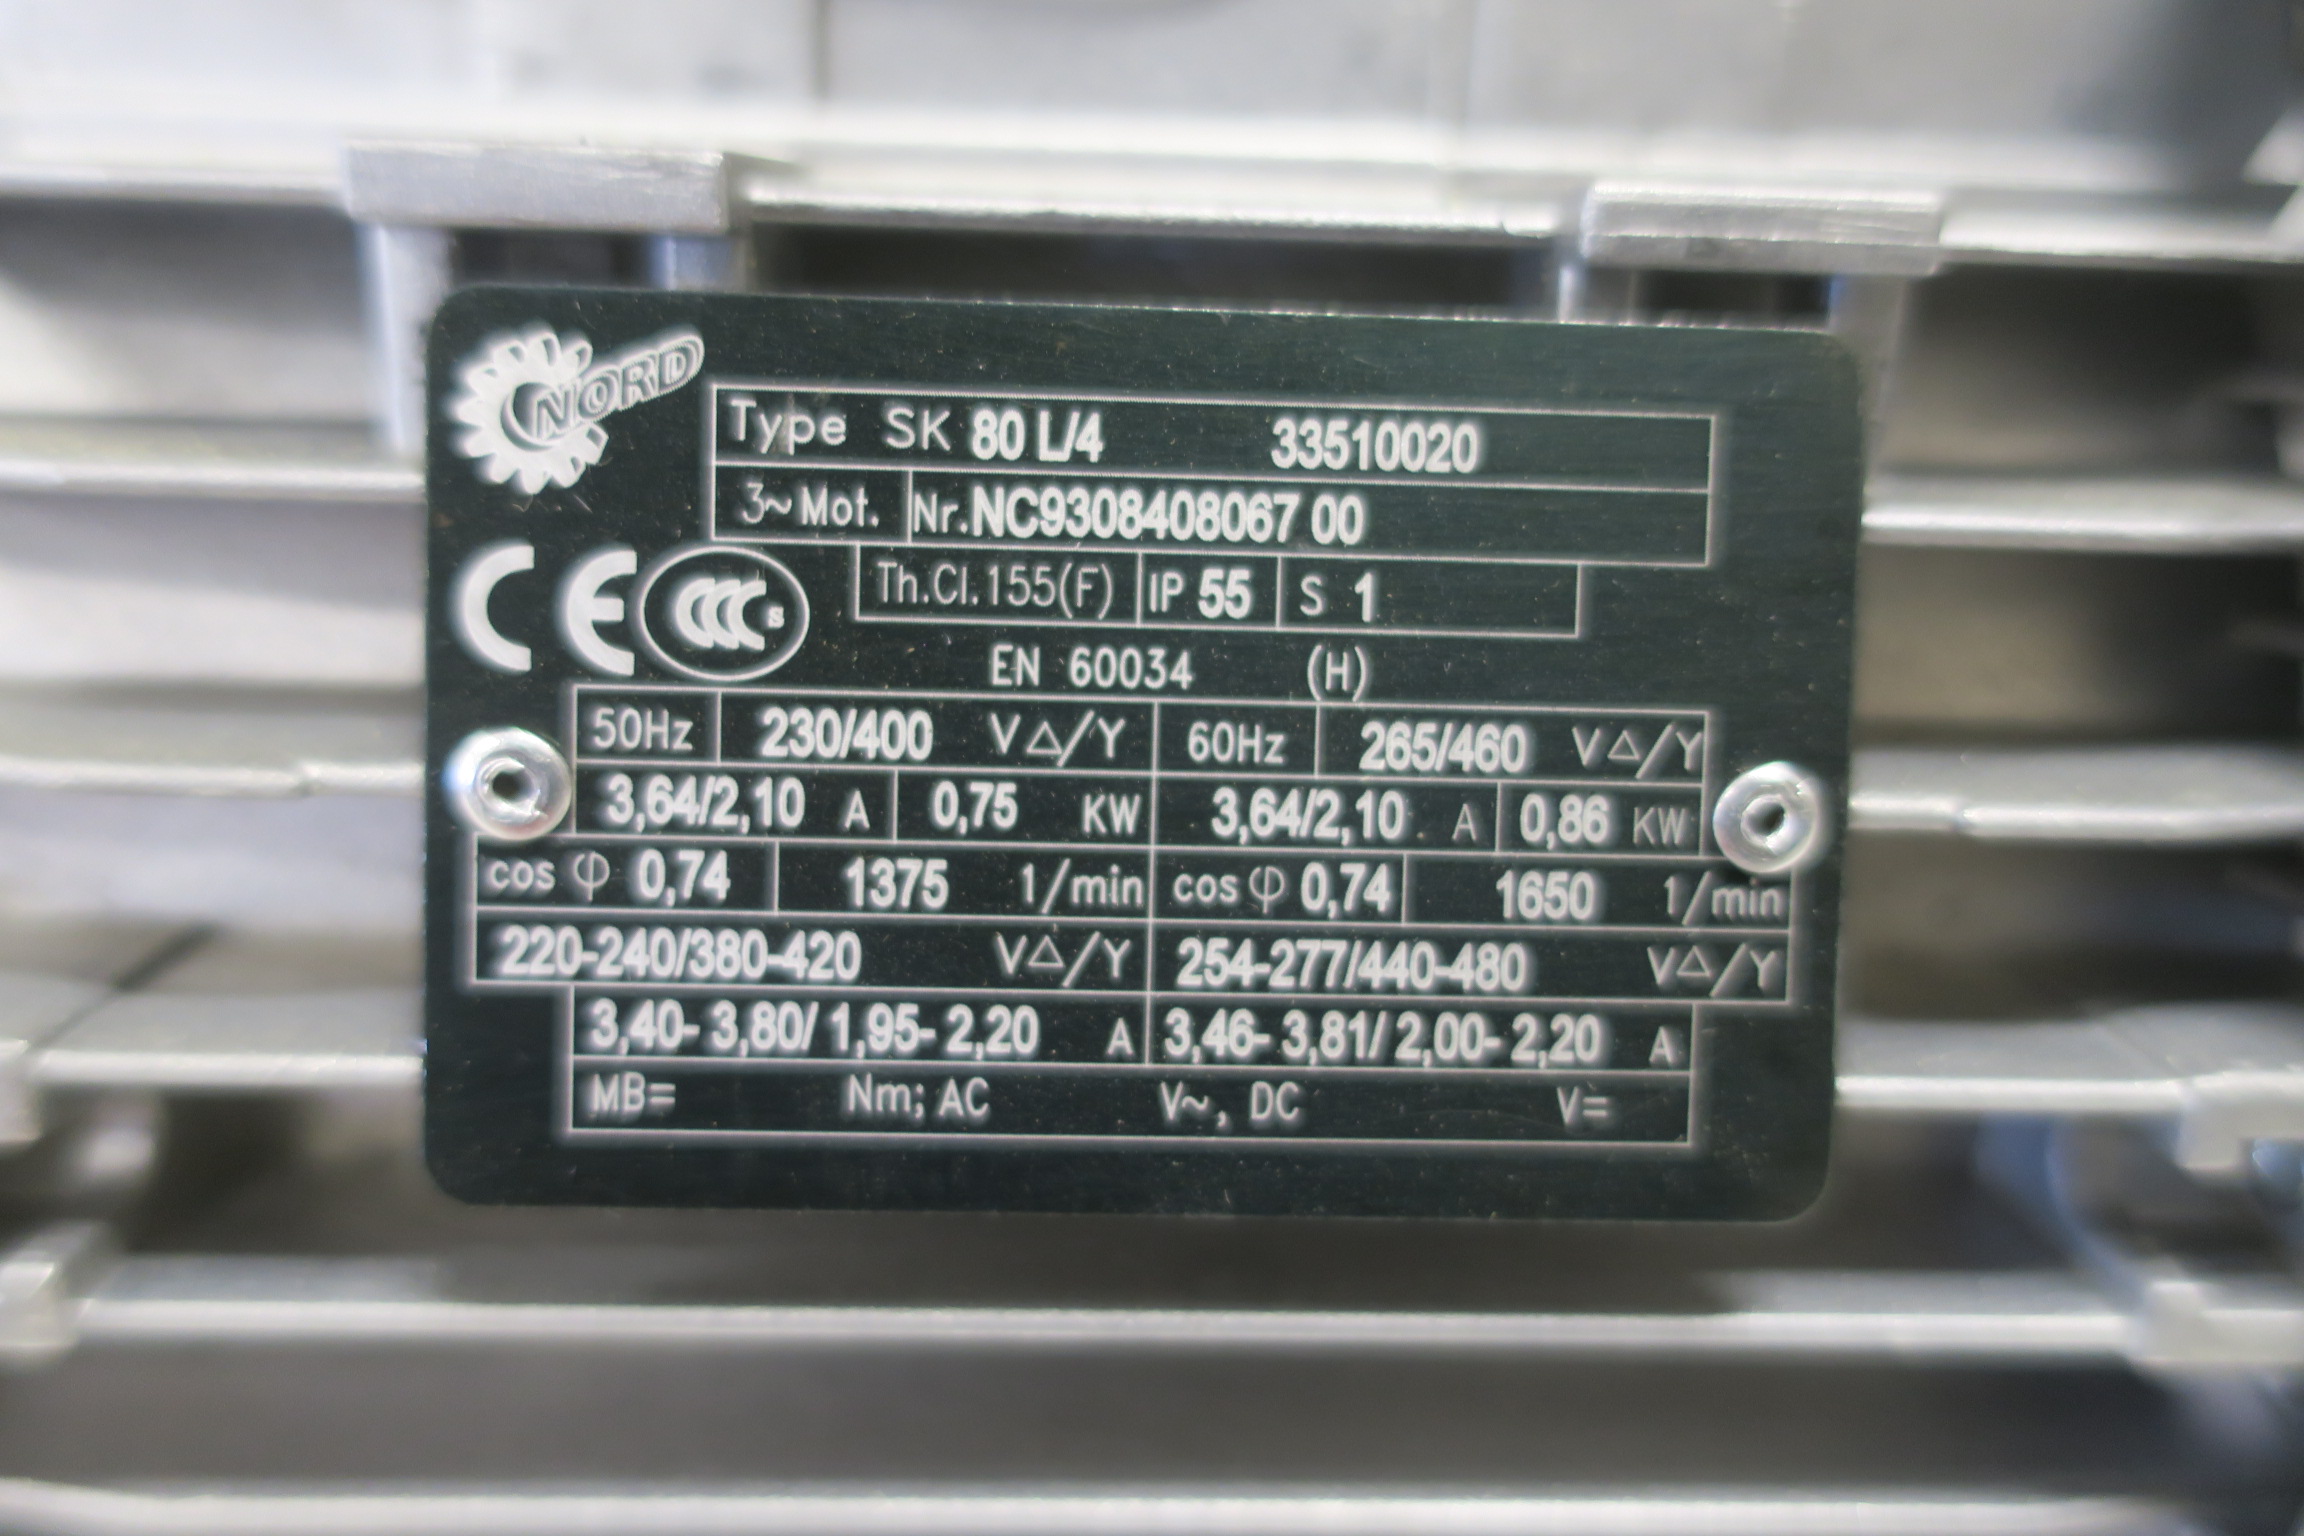 NORD
Type SK 80 L/4 33510020
3~Mot. Nr. NC9308408067 00
CE CCC S Th.Cl.155(F) IP 55 S 1
EN 60034 (H)
50Hz 230/400 V△/Y 60Hz 265/460 V△/Y
3,64/2,10 A 0,75 KW 3,64/2,10 A 0,86 KW
cos φ 0,74 1375 1/min cos φ 0,74 1650 1/min
220-240/380-420 V△/Y 254-277/440-480 V△/Y
3,40- 3,80/ 1,95- 2,20 A 3,46- 3,81/ 2,00- 2,20 A
MB= Nm; AC V~, DC V=